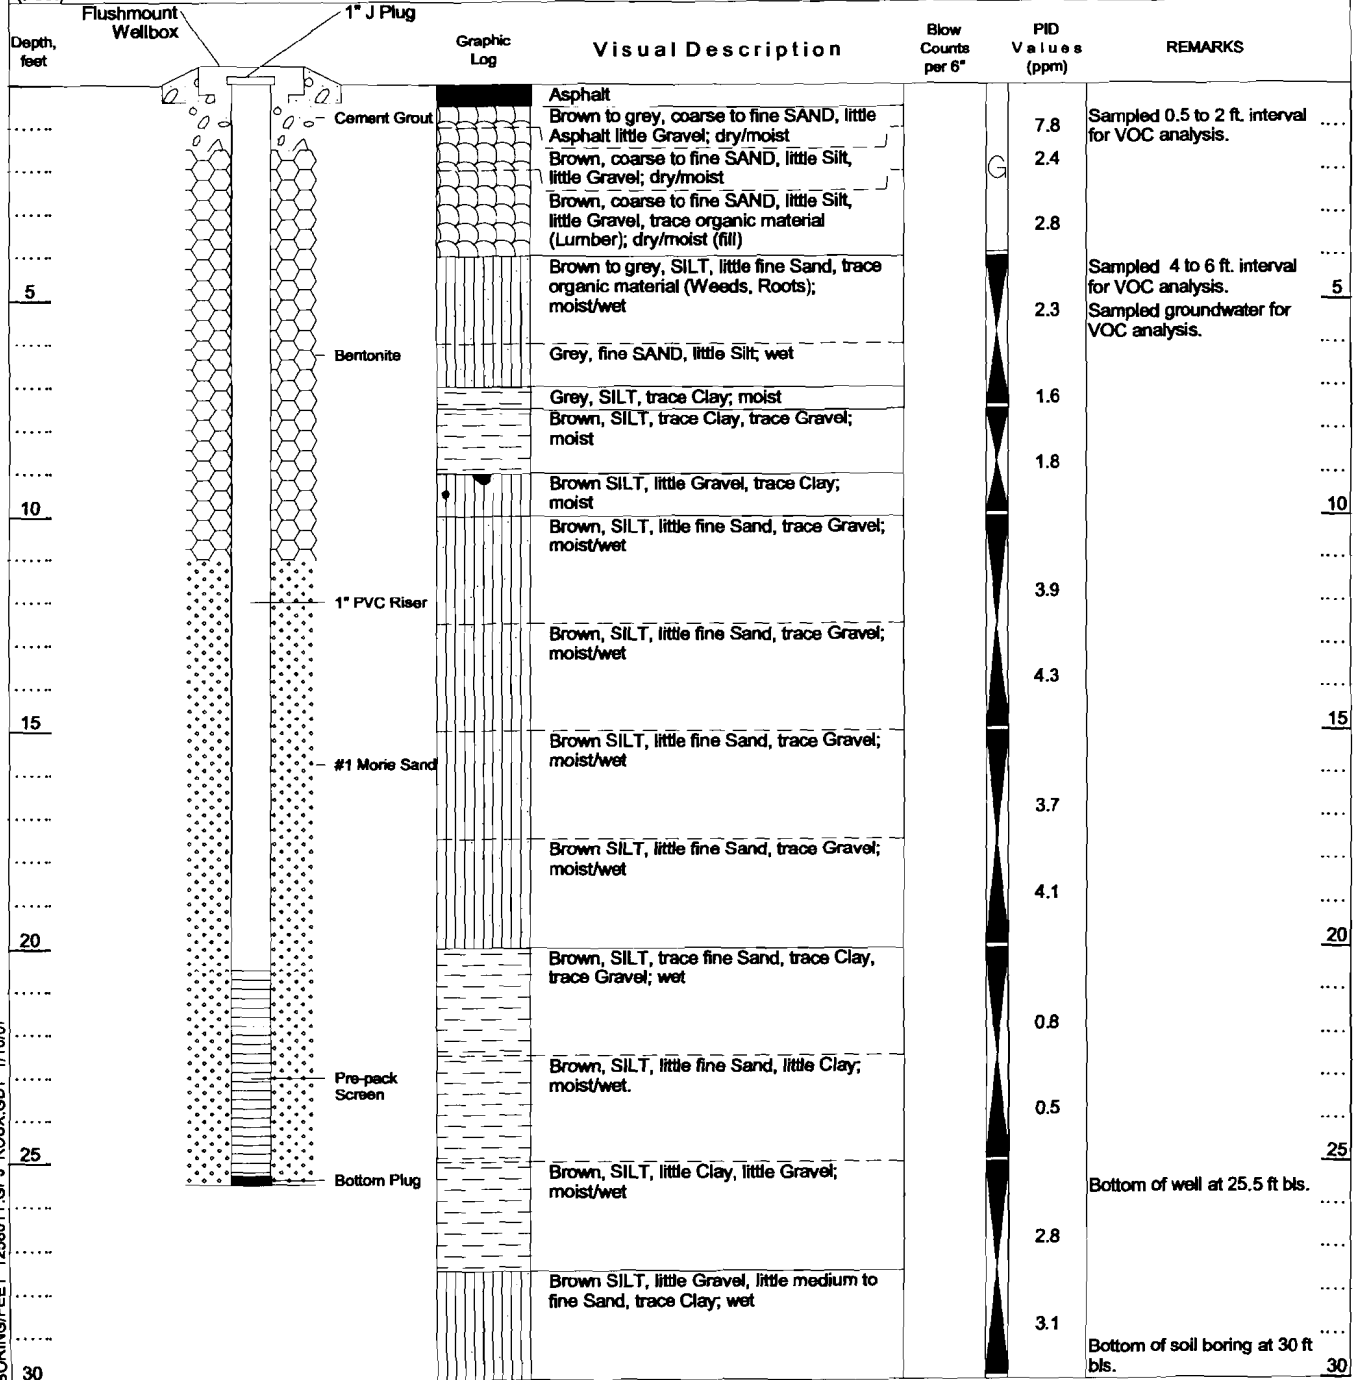 Flushmount
Wellbox
1" J Plug
Depth,
feet
Graphic
Log
Visual Description
Blow
Counts
per 6"
PID
Values
(ppm)
REMARKS
Asphalt
Cement Grout
Brown to grey, coarse to fine SAND, little
Asphalt little Gravel; dry/moist
7.8
Sampled 0.5 to 2 ft. interval
for VOC analysis.
Brown, coarse to fine SAND, little Silt,
little Gravel; dry/moist
G
2.4
Brown, coarse to fine SAND, little Silt,
little Gravel, trace organic material
(Lumber); dry/moist (fill)
2.8
Brown to grey, SILT, little fine Sand, trace
organic material (Weeds, Roots);
moist/wet
Sampled 4 to 6 ft. interval
for VOC analysis.
5
2.3
Sampled groundwater for
VOC analysis.
5
Bentonite
Grey, fine SAND, little Silt; wet
Grey, SILT, trace Clay; moist
1.6
Brown, SILT, trace Clay, trace Gravel;
moist
1.8
Brown SILT, little Gravel, trace Clay;
moist
10
10
Brown, SILT, little fine Sand, trace Gravel;
moist/wet
3.9
1" PVC Riser
Brown, SILT, little fine Sand, trace Gravel;
moist/wet
4.3
15
15
Brown SILT, little fine Sand, trace Gravel;
moist/wet
#1 Morie Sand
3.7
Brown SILT, little fine Sand, trace Gravel;
moist/wet
4.1
20
20
Brown, SILT, trace fine Sand, trace Clay,
trace Gravel; wet
0.8
Pre-pack
Screen
Brown, SILT, little fine Sand, little Clay;
moist/wet.
0.5
25
25
Bottom Plug
Brown, SILT, little Clay, little Gravel;
moist/wet
Bottom of well at 25.5 ft bls.
2.8
Brown SILT, little Gravel, little medium to
fine Sand, trace Clay; wet
3.1
Bottom of soil boring at 30 ft
bls.
30
30